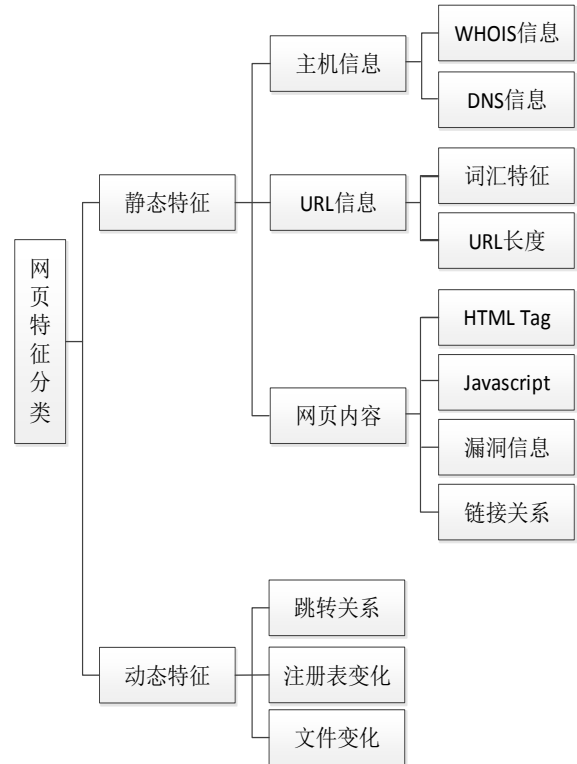 网页特征分类
静态特征
主机信息
WHOIS信息
DNS信息
URL信息
词汇特征
URL长度
网页内容
HTML Tag
Javascript
漏洞信息
链接关系
动态特征
跳转关系
注册表变化
文件变化